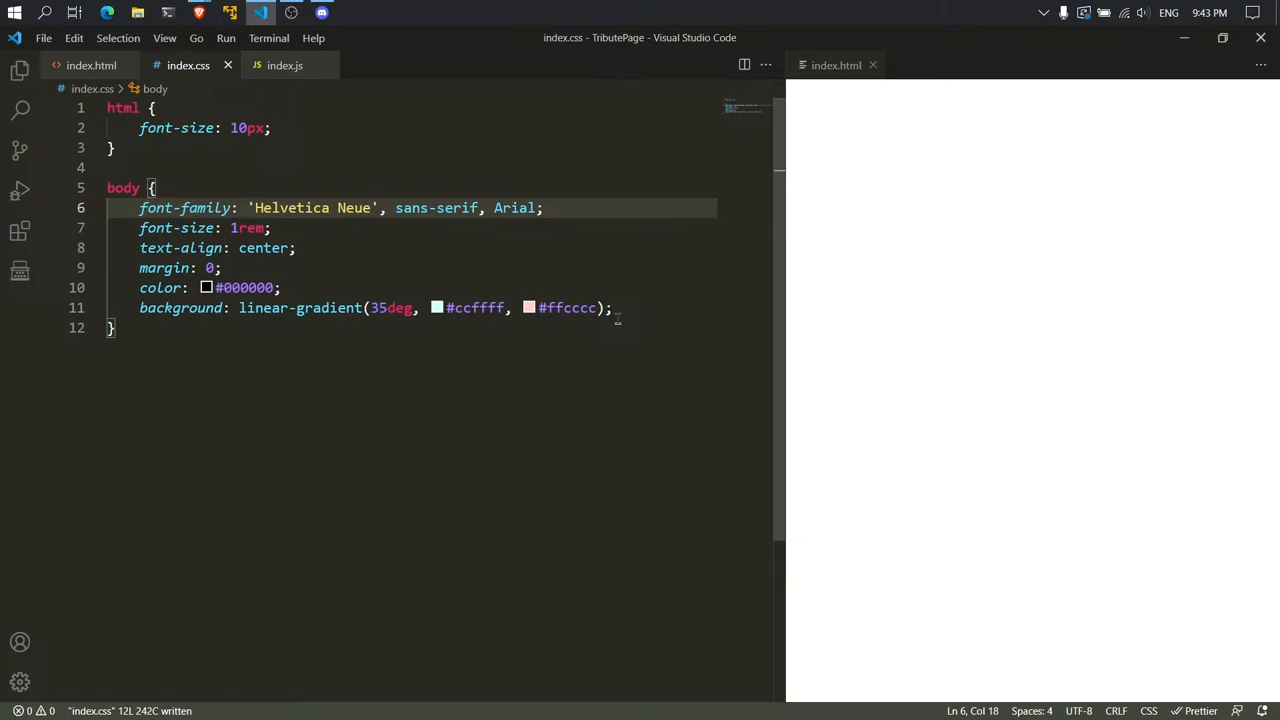 ENG
9:43 PM
File Edit Selection View Go Run Terminal Help
index.css - TributePage - Visual Studio Code
index.html
index.css
JS index.js
index.html
# index.css > body
1 html {
2 font-size: 10px;
3 }
4
5 body {
6 font-family: 'Helvetica Neue', sans-serif, Arial;
7 font-size: 1rem;
8 text-align: center;
9 margin: 0;
10 color: #000000;
11 background: linear-gradient(35deg, #ccffff, #ffcccc);
12 }
0 0 "index.css" 12L 242C written
Ln 6, Col 18 Spaces: 4 UTF-8 CRLF CSS Prettier